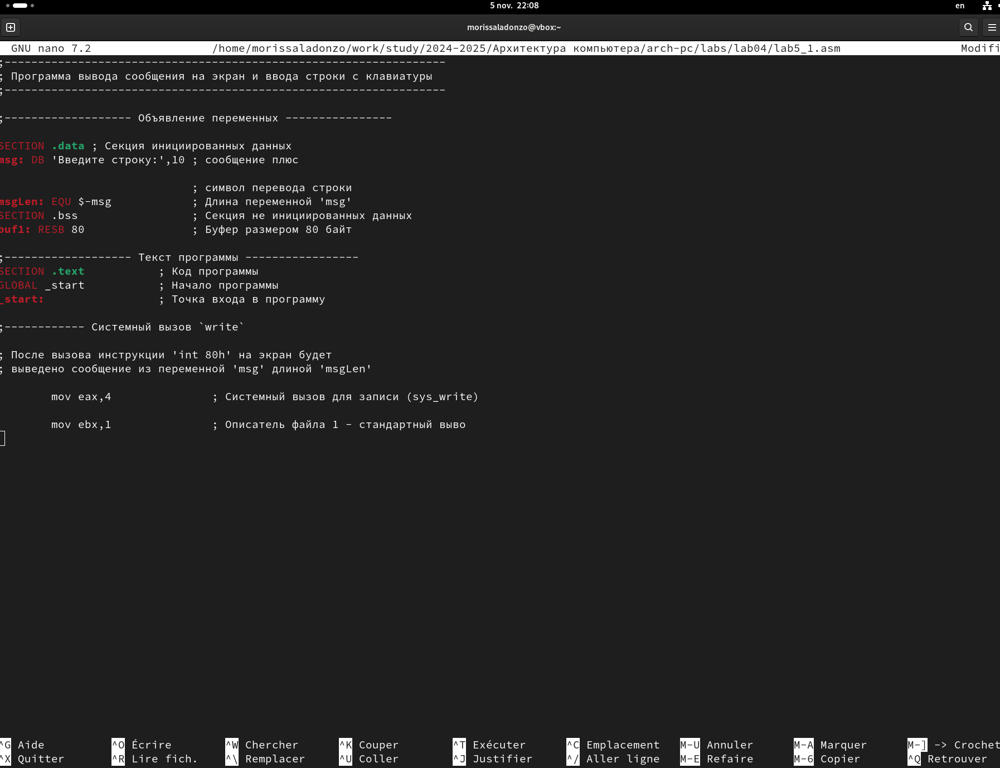 5 nov. 22:08
en
morissaladonzo@vbox:~
GNU nano 7.2 /home/morissaladonzo/work/study/2024-2025/Архитектура компьютера/arch-pc/labs/lab04/lab5_1.asm Modifi
;------------------------------------------------------------------
; Программа вывода сообщения на экран и ввода строки с клавиатуры
;------------------------------------------------------------------
;------------------- Объявление переменных ----------------
SECTION .data ; Секция инициированных данных
msg: DB 'Введите строку:',10 ; сообщение плюс
; символ перевода строки
msgLen: EQU $-msg ; Длина переменной 'msg'
SECTION .bss ; Секция не инициированных данных
buf1: RESB 80 ; Буфер размером 80 байт
;------------------- Текст программы -----------------
SECTION .text ; Код программы
GLOBAL _start ; Начало программы
_start: ; Точка входа в программу
;------------ Системный вызов `write`
; После вызова инструкции 'int 80h' на экран будет
; выведено сообщение из переменной 'msg' длиной 'msgLen'
mov eax,4 ; Системный вызов для записи (sys_write)
mov ebx,1 ; Описатель файла 1 - стандартный выво
^G Aide ^O Écrire ^W Chercher ^K Couper ^T Exécuter ^C Emplacement M-U Annuler M-A Marquer M-] -> Crochet
^X Quitter ^R Lire fich. ^\ Remplacer ^U Coller ^J Justifier ^/ Aller ligne M-E Refaire M-6 Copier ^Q Retrouver